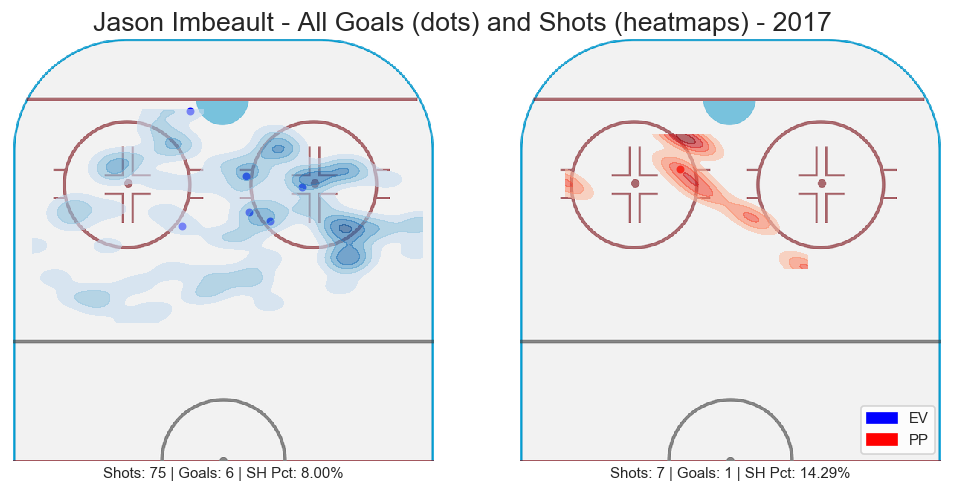 Jason Imbeault - All Goals (dots) and Shots (heatmaps) - 2017
EV
PP
Shots: 75 | Goals: 6 | SH Pct: 8.00%
Shots: 7 | Goals: 1 | SH Pct: 14.29%